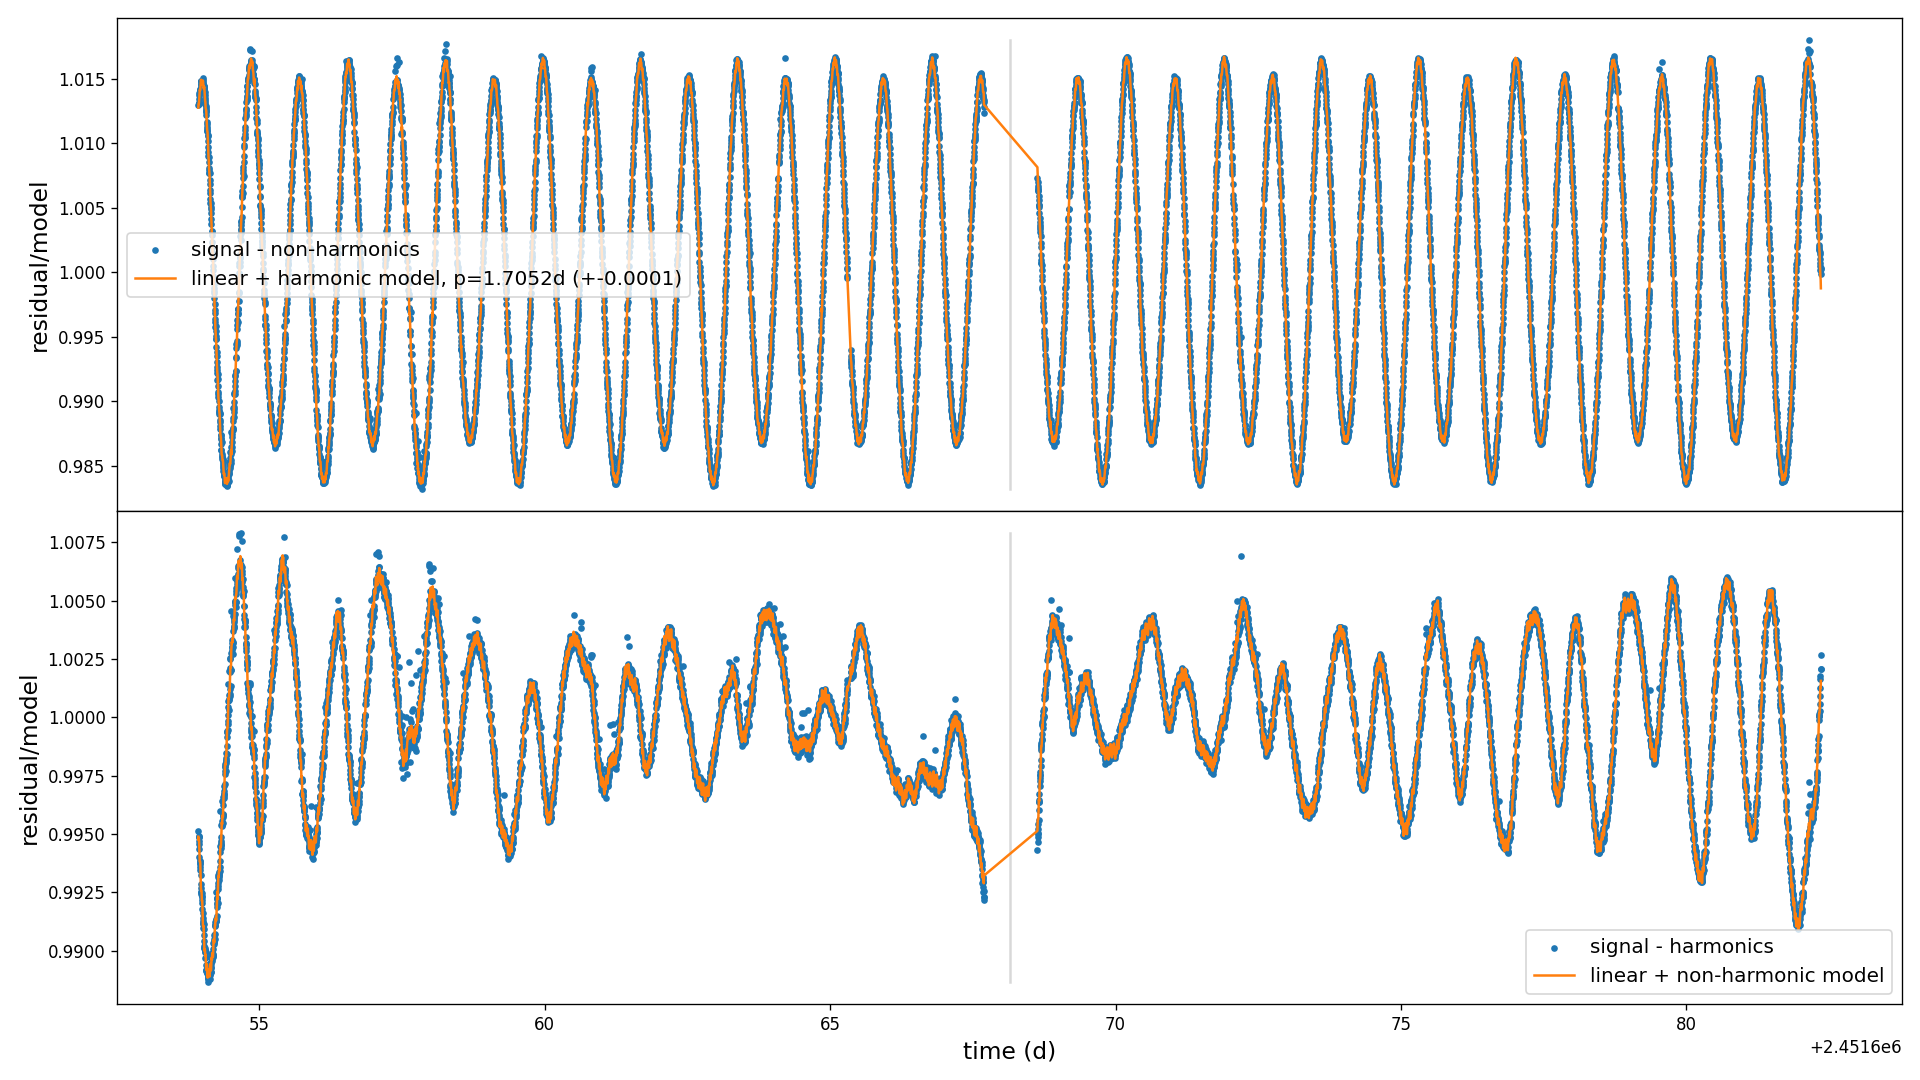 1.015
1.010
1.005
1.000
0.995
0.990
0.985
residual/model
signal - non-harmonics
linear + harmonic model, p=1.7052d (+-0.0001)
1.0075
1.0050
1.0025
1.0000
0.9975
0.9950
0.9925
0.9900
residual/model
signal - harmonics
linear + non-harmonic model
55 60 65 70 75 80
time (d)
+2.4516e6